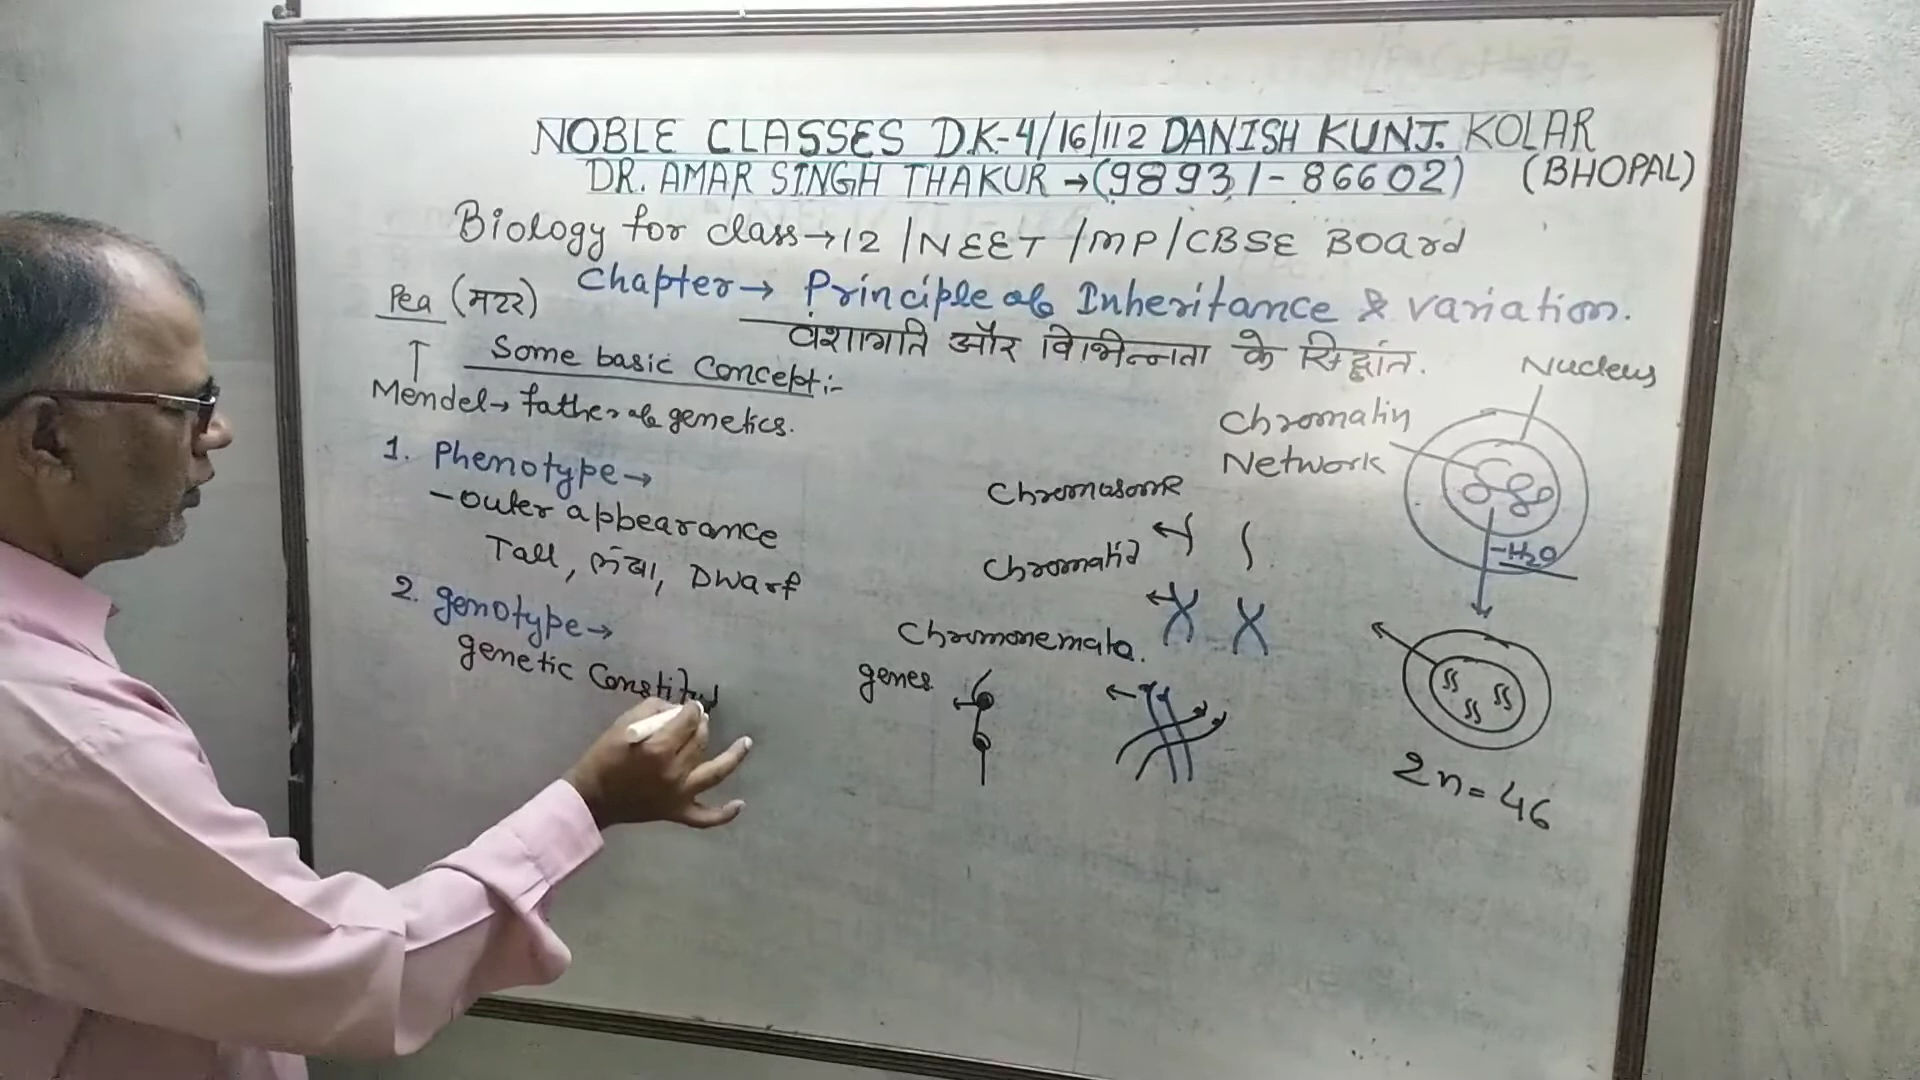 NOBLE CLASSES DK-4/16/112 DANISH KUNJ. KOLAR
DR. AMAR SINGH THAKUR →(98931-86602) (BHOPAL)
Biology for class→12 /NEET /MP/CBSE BOard
Chapter→ Principle of Inheritance & variation.
वंशागति और विभिन्नता के सिद्धांत.
Pea (मटर)
Some basic Concept:-
Mendel→ father of genetics.
1. Phenotype→
-outer appearance
Tall, लंबा, Dwarf
2. genotype→
genetic Constitu
Nucleus
Chromatin
Network
-H2O
Chromosome
Chromatid
Chromonemata.
genes
2n=46